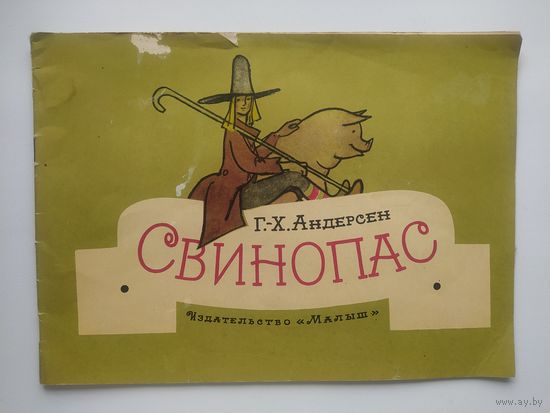 Г.-Х. Андерсен
Свинопас
Издательство «Малыш»
www.ay.by